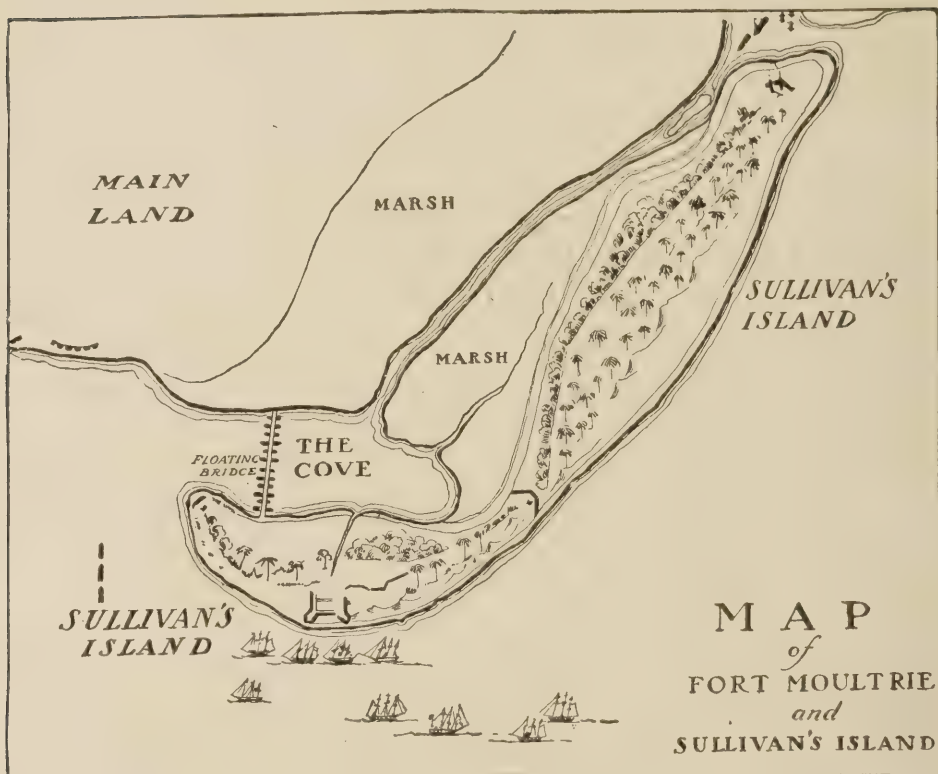 MAIN
LAND
MARSH
SULLIVAN'S
ISLAND
MARSH
FLOATING
BRIDGE
THE
COVE
SULLIVAN'S
ISLAND
MAP
of
FORT MOULTRIE
and
SULLIVAN'S ISLAND